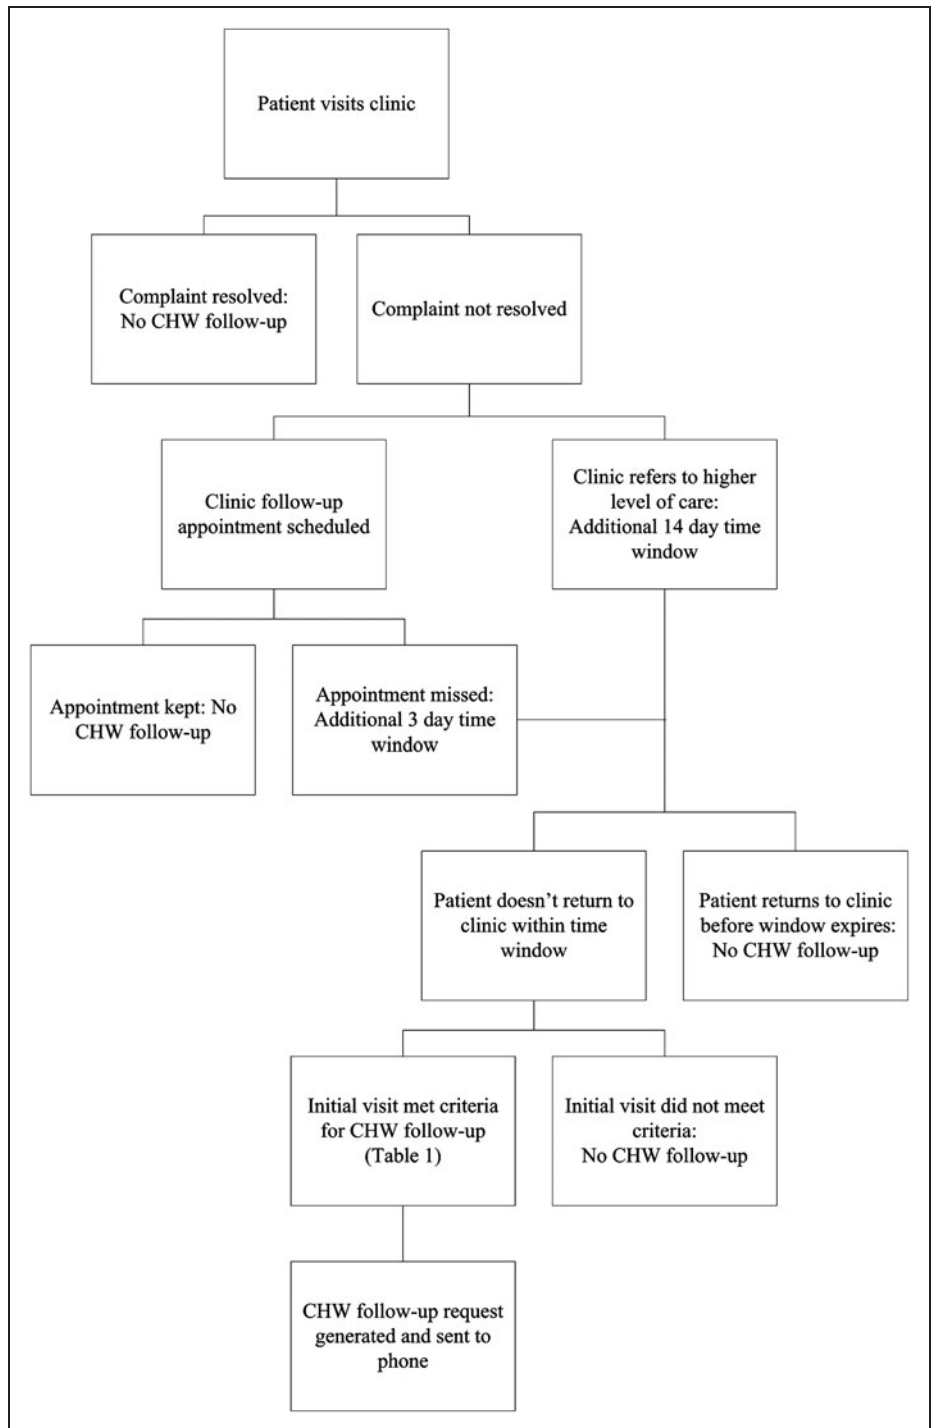 Patient visits clinic
Complaint resolved:
No CHW follow-up
Complaint not resolved
Clinic follow-up
appointment scheduled
Clinic refers to higher
level of care:
Additional 14 day time
window
Appointment kept: No
CHW follow-up
Appointment missed:
Additional 3 day time
window
Patient doesn’t return to
clinic within time
window
Patient returns to clinic
before window expires:
No CHW follow-up
Initial visit met criteria
for CHW follow-up
(Table 1)
Initial visit did not meet
criteria:
No CHW follow-up
CHW follow-up request
generated and sent to
phone